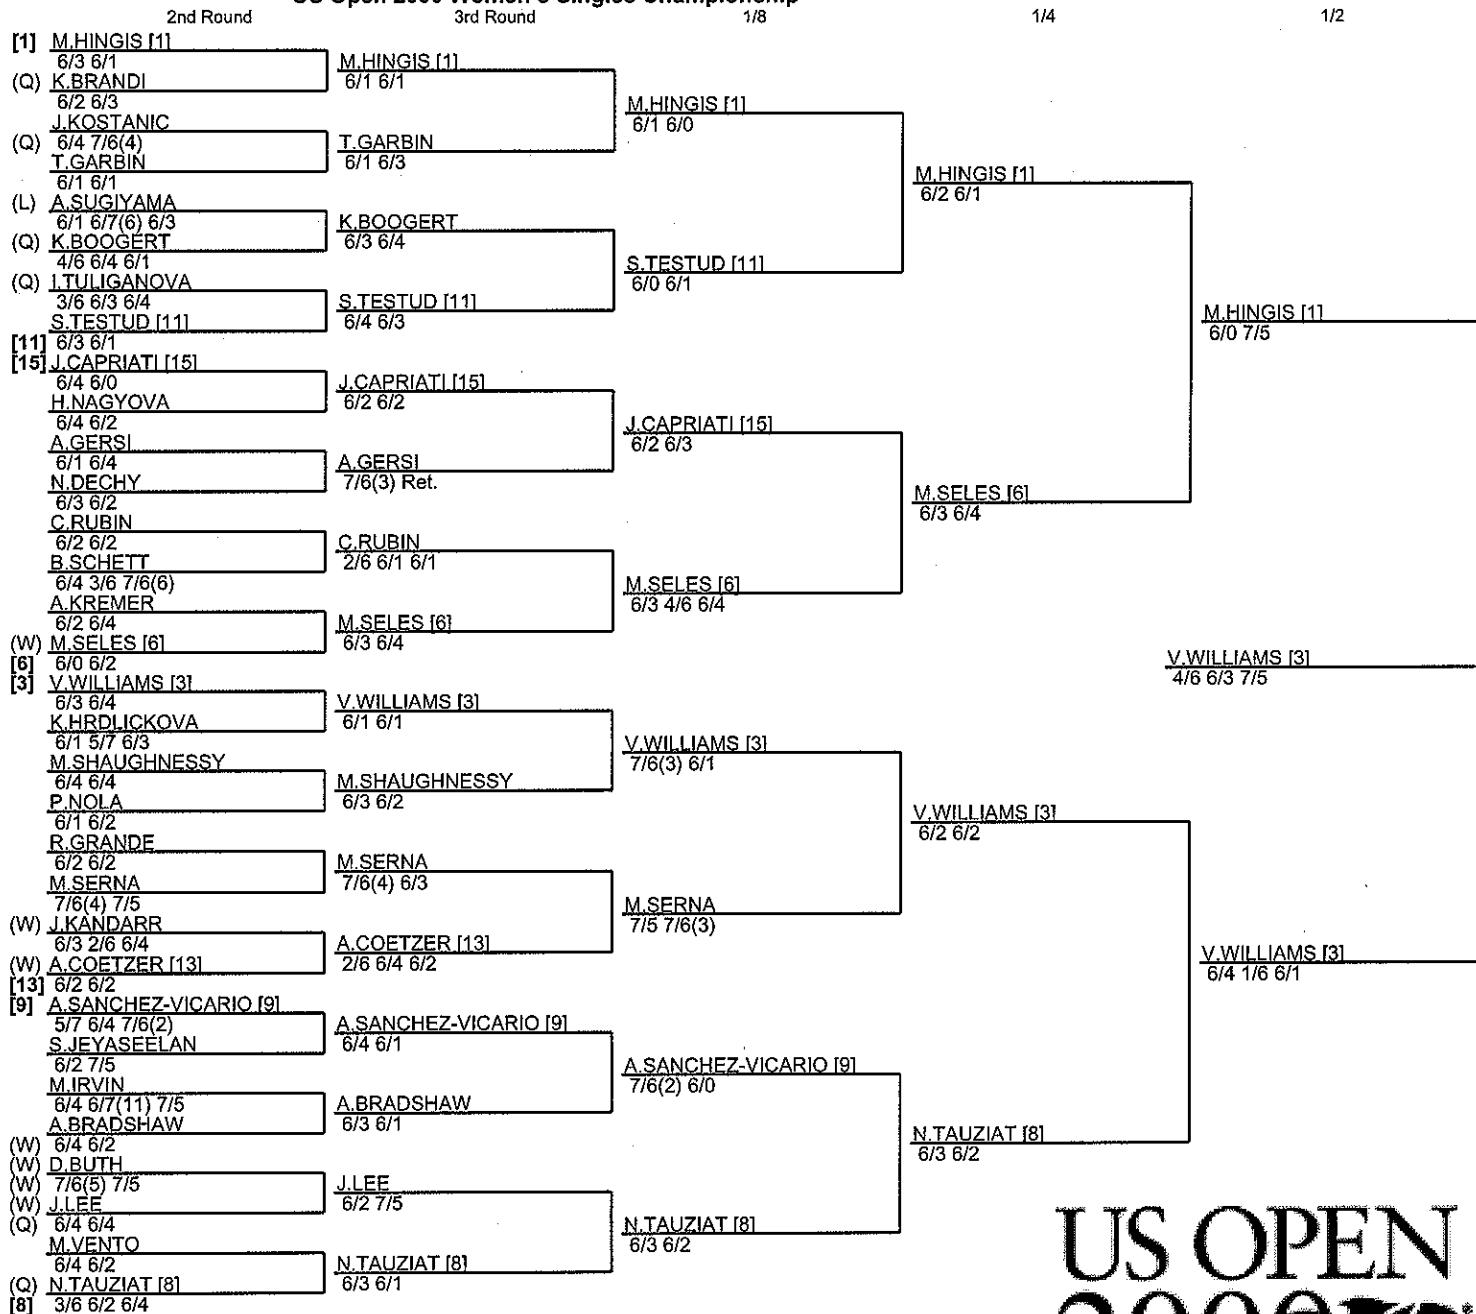 US Open 2000 Women's Singles Championship
2nd Round
3rd Round
1/8
1/4
1/2
[1] M.HINGIS [1]
6/3 6/1
(Q) K.BRANDI
6/2 6/3
J.KOSTANIC
(Q) 6/4 7/6(4)
T.GARBIN
6/1 6/1
(L) A.SUGIYAMA
6/1 6/7(6) 6/3
(Q) K.BOOGERT
4/6 6/4 6/1
(Q) I.TULIGANOVA
3/6 6/3 6/4
S.TESTUD [11]
[11] 6/3 6/1
[15] J.CAPRIATI [15]
6/4 6/0
H.NAGYOVA
6/4 6/2
A.GERSI
6/1 6/4
N.DECHY
6/3 6/2
C.RUBIN
6/2 6/2
B.SCHETT
6/4 3/6 7/6(6)
A.KREMER
6/2 6/4
(W) M.SELES [6]
[6] 6/0 6/2
[3] V.WILLIAMS [3]
6/3 6/4
K.HRDLICKOVA
6/1 5/7 6/3
M.SHAUGHNESSY
6/4 6/4
P.NOLA
6/1 6/2
R.GRANDE
6/2 6/2
M.SERNA
7/6(4) 7/5
(W) J.KANDARR
6/3 2/6 6/4
(W) A.COETZER [13]
[13] 6/2 6/2
[9] A.SANCHEZ-VICARIO [9]
5/7 6/4 7/6(2)
S.JEYASEELAN
6/2 7/5
M.IRVIN
6/4 6/7(11) 7/5
A.BRADSHAW
(W) 6/4 6/2
(W) D.BUTH
(W) 7/6(5) 7/5
(W) J.LEE
(Q) 6/4 6/4
M.VENTO
6/4 6/2
(Q) N.TAUZIAT [8]
[8] 3/6 6/2 6/4
M.HINGIS [1]
6/1 6/1
T.GARBIN
6/1 6/3
K.BOOGERT
6/3 6/4
S.TESTUD [11]
6/4 6/3
J.CAPRIATI [15]
6/2 6/2
A.GERSI
7/6(3) Ret.
C.RUBIN
2/6 6/1 6/1
M.SELES [6]
6/3 6/4
V.WILLIAMS [3]
6/1 6/1
M.SHAUGHNESSY
6/3 6/2
M.SERNA
7/6(4) 6/3
A.COETZER [13]
2/6 6/4 6/2
A.SANCHEZ-VICARIO [9]
6/4 6/1
A.BRADSHAW
6/3 6/1
J.LEE
6/2 7/5
N.TAUZIAT [8]
6/3 6/1
M.HINGIS [1]
6/1 6/0
S.TESTUD [11]
6/0 6/1
J.CAPRIATI [15]
6/2 6/3
M.SELES [6]
6/3 4/6 6/4
V.WILLIAMS [3]
7/6(3) 6/1
M.SERNA
7/5 7/6(3)
A.SANCHEZ-VICARIO [9]
7/6(2) 6/0
N.TAUZIAT [8]
6/3 6/2
M.HINGIS [1]
6/2 6/1
M.SELES [6]
6/3 6/4
V.WILLIAMS [3]
6/2 6/2
N.TAUZIAT [8]
6/3 6/2
M.HINGIS [1]
6/0 7/5
V.WILLIAMS [3]
4/6 6/3 7/5
V.WILLIAMS [3]
6/4 1/6 6/1
US OPEN
2000